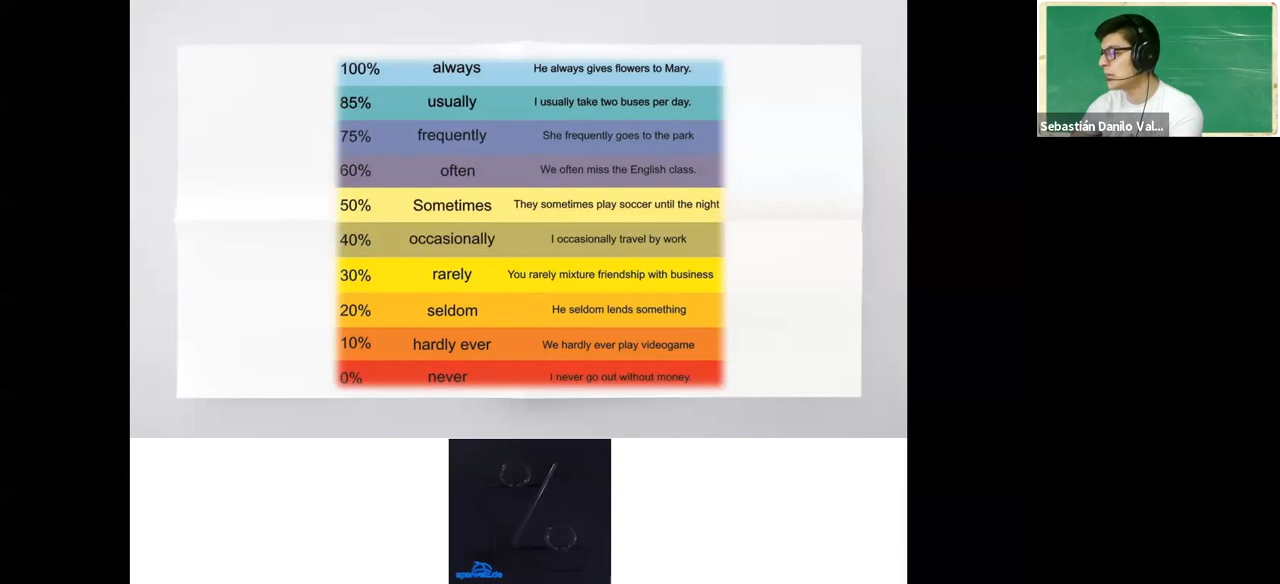 100% always He always gives flowers to Mary.
85% usually I usually take two buses per day.
75% frequently She frequently goes to the park
60% often We often miss the English class.
50% Sometimes They sometimes play soccer until the night
40% occasionally I occasionally travel by work
30% rarely You rarely mixture friendship with business
20% seldom He seldom lends something
10% hardly ever We hardly ever play videogame
0% never I never go out without money.
%
sparwelt.de
Sebastián Danilo Val...